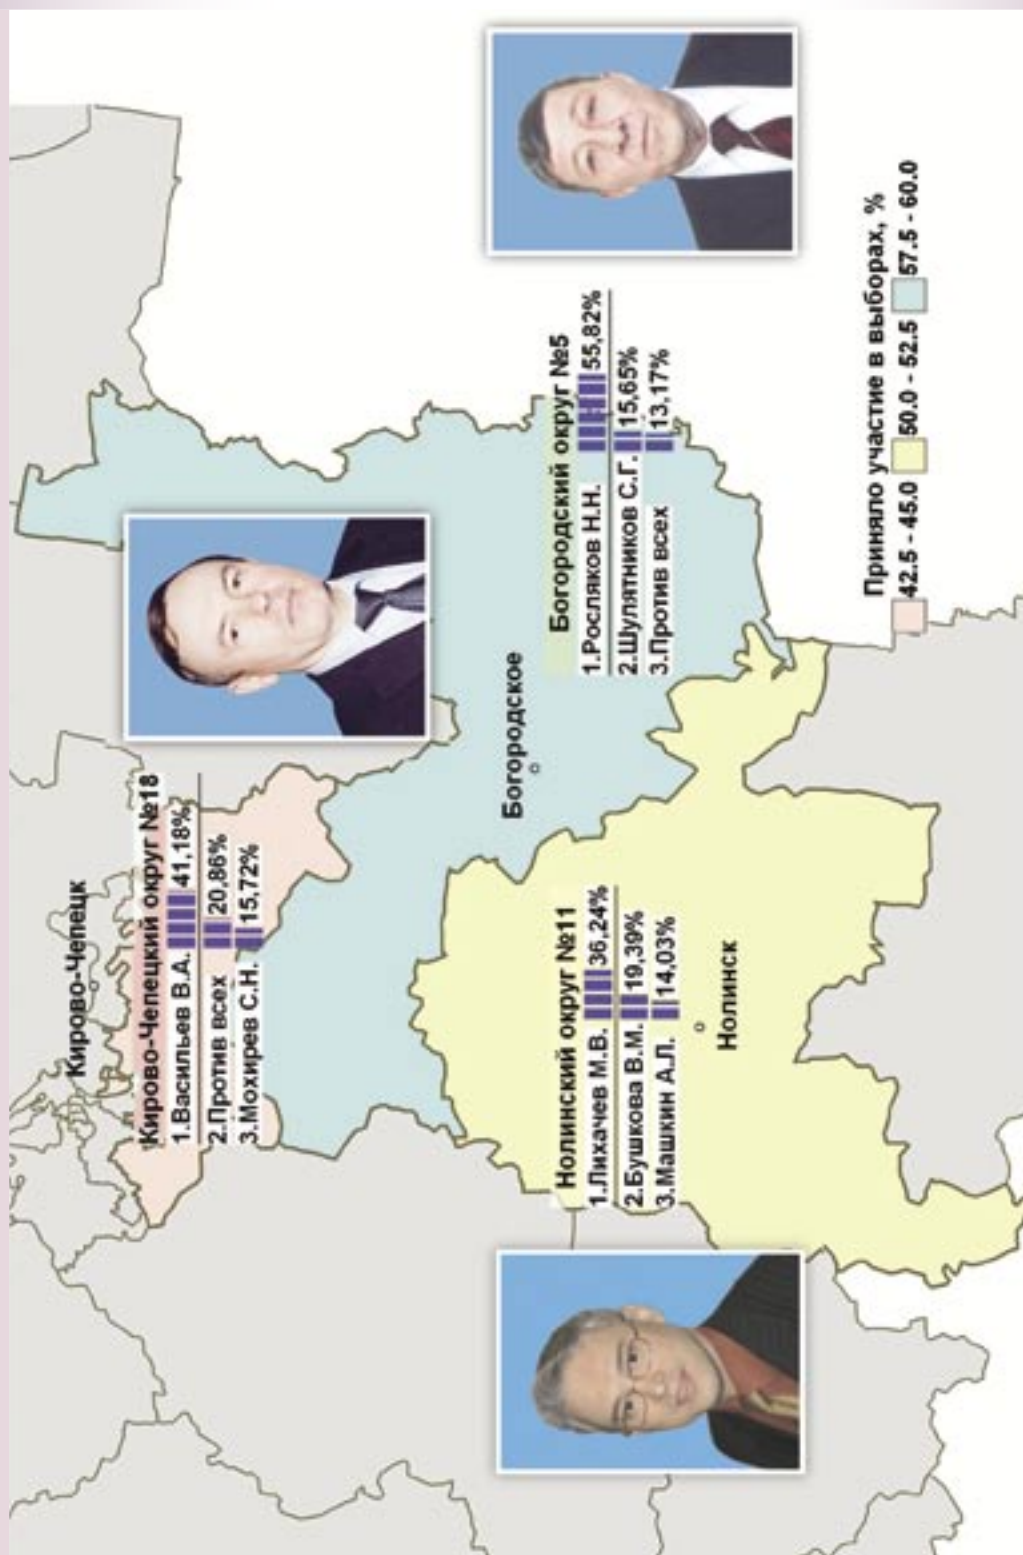 Кирово-Чепецк
Кирово-Чепецкий округ №18
1.Васильев В.А. 41,18%
2.Против всех 20,86%
3.Мохирев С.Н. 15,72%
Богородское
Богородский округ №5
1.Росляков Н.Н. 55,82%
2.Шулятников С.Г. 15,65%
3.Против всех 13,17%
Нолинский округ №11
1.Лихачев М.В. 36,24%
2.Бушкова В.М. 19,39%
3.Машкин А.Л. 14,03%
Нолинск
Приняло участие в выборах, %
42.5 - 45.0 50.0 - 52.5 57.5 - 60.0